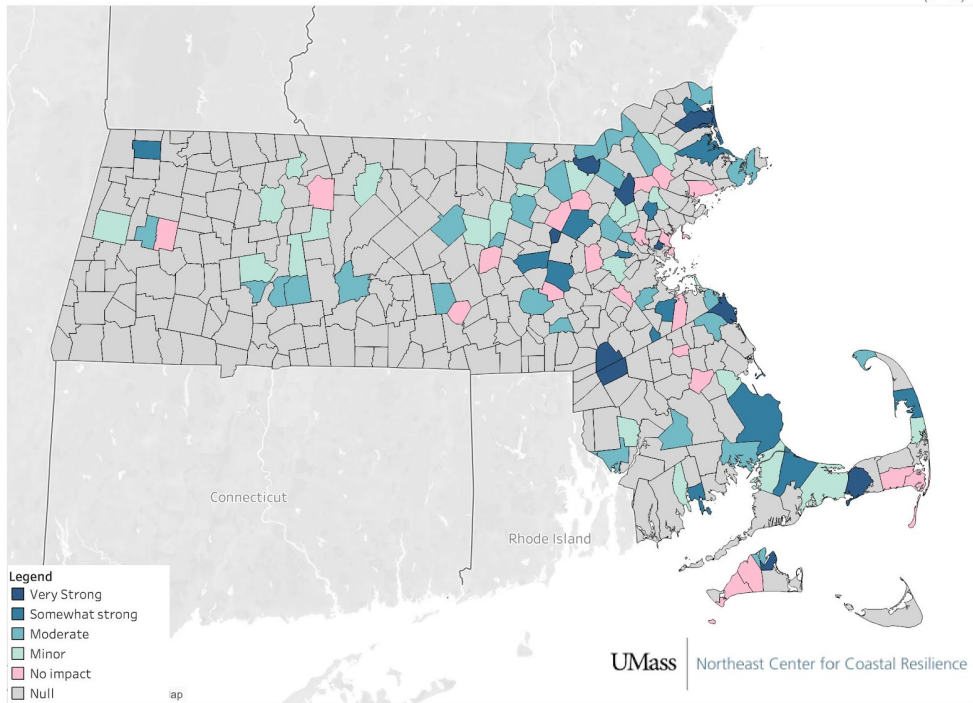 Connecticut
Rhode Island
Legend
Very Strong
Somewhat strong
Moderate
Minor
No impact
Null
ap
UMass | Northeast Center for Coastal Resilience